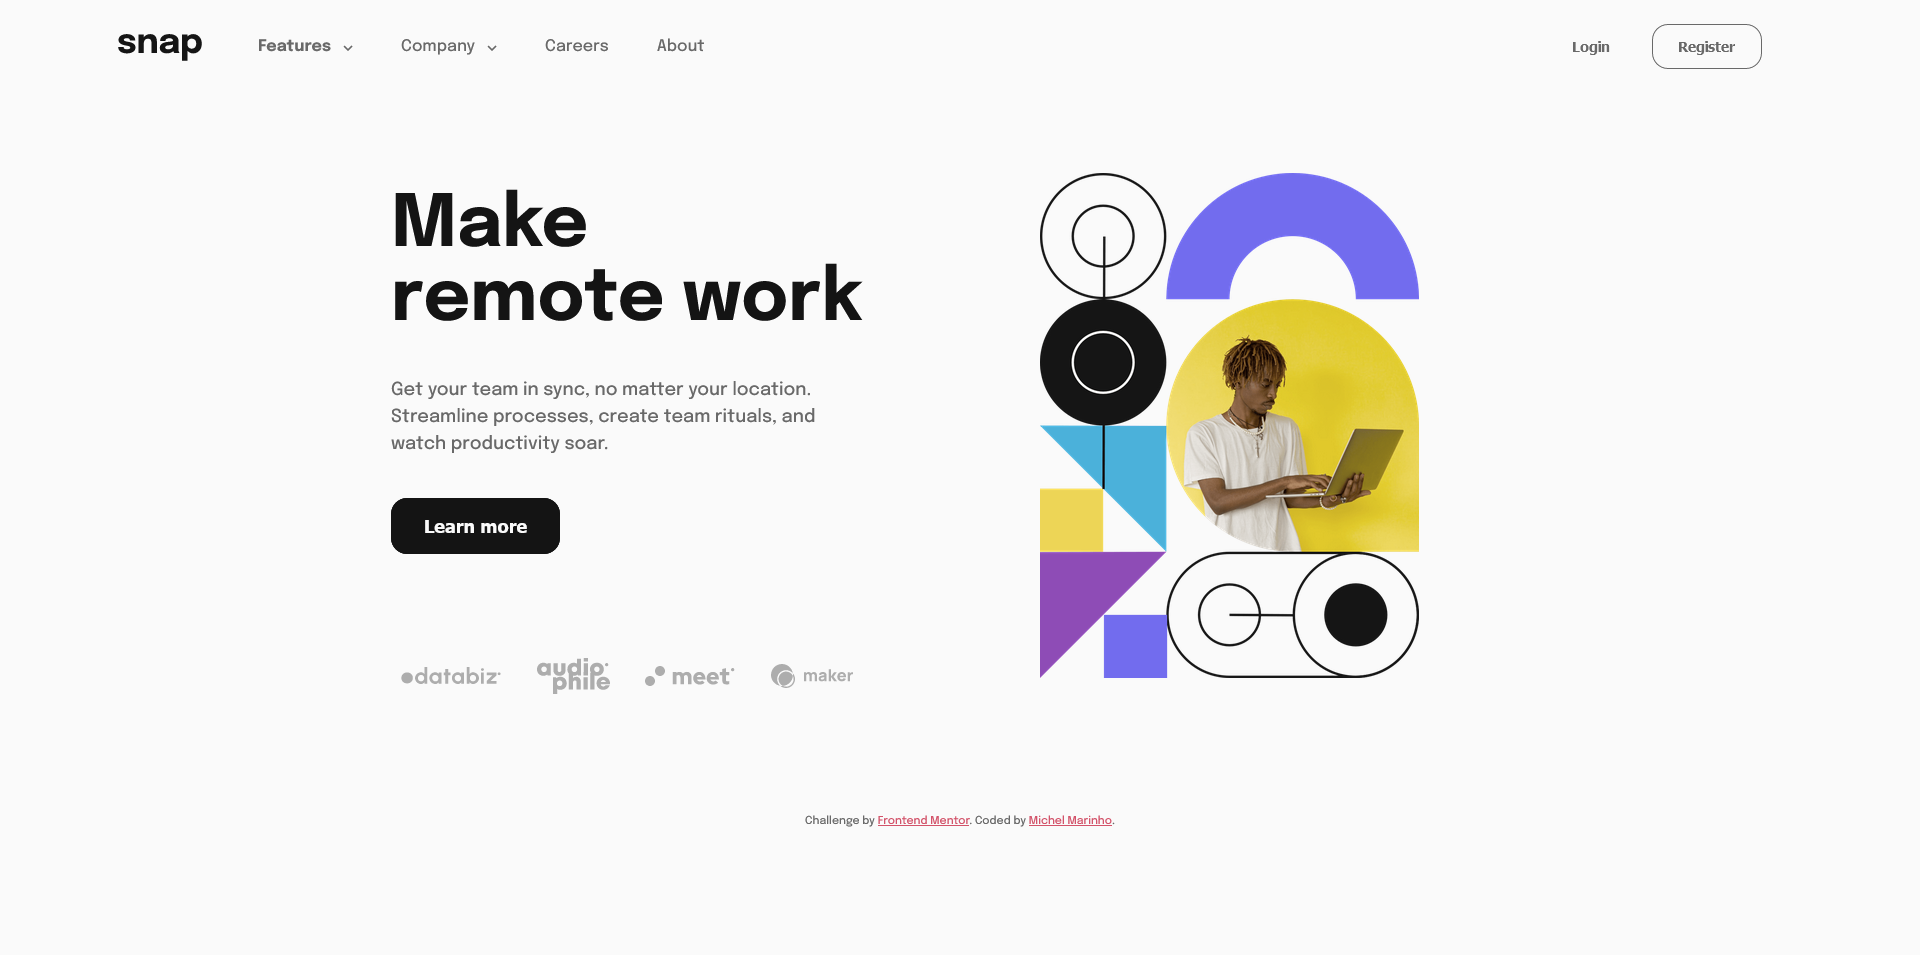 snap Features Company Careers About Login Register
Make
remote work
Get your team in sync, no matter your location.
Streamline processes, create team rituals, and
watch productivity soar.
Learn more
databiz audiophile meet maker
Challenge by Frontend Mentor. Coded by Michel Marinho.